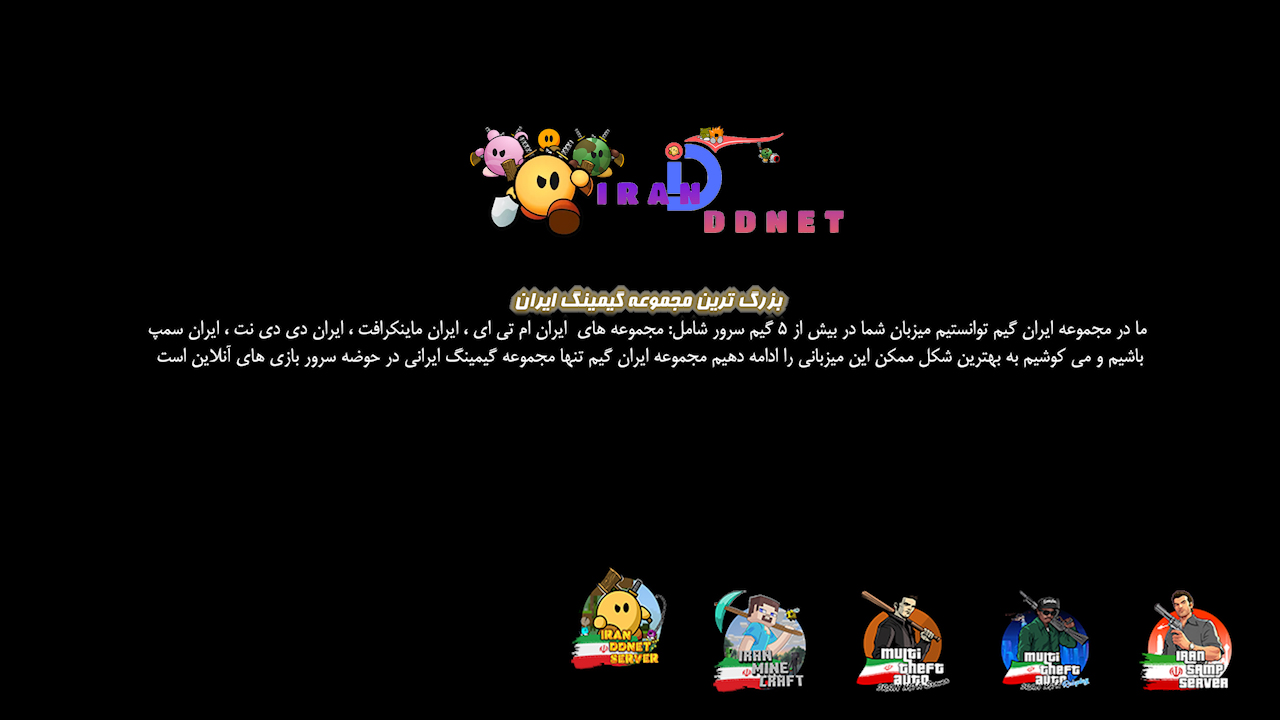 IRAN
DDNET
بزرگ ترین مجموعه گیمینگ ایران
ما در مجموعه ایران گیم توانستیم میزبان شما در بیش از ۵ گیم سرور شامل: مجموعه های ایران ام تی ای ، ایران ماینکرافت ، ایران دی دی نت ، ایران سمپ
باشیم و می کوشیم به بهترین شکل ممکن این میزبانی را ادامه دهیم مجموعه ایران گیم تنها مجموعه گیمینگ ایرانی در حوضه سرور بازی های آنلاین است
IRAN
DDNET
SERVER
IRAN
MINE
CRAFT
MULTI
THEFT
AUTO
MULTI
THEFT
AUTO
IRAN
SAMP
SERVER